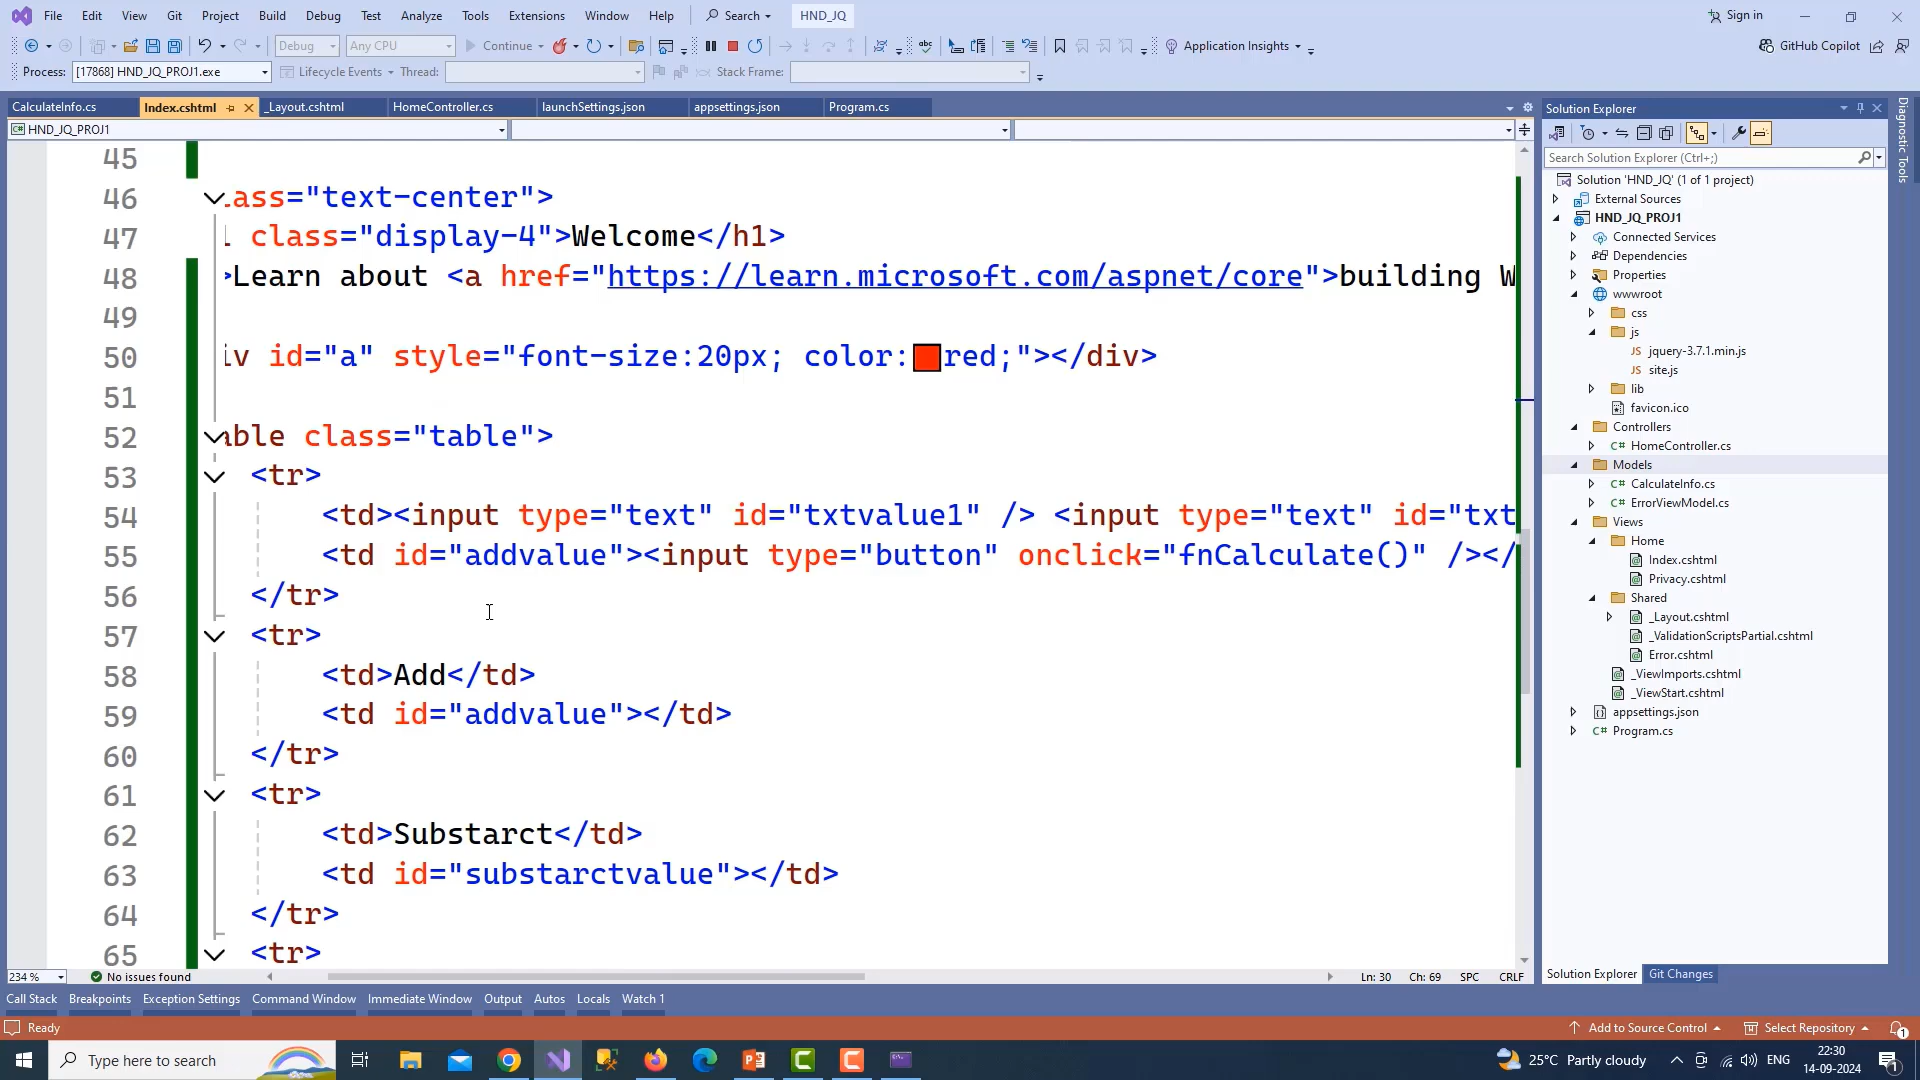 File Edit View Git Project Build Debug Test Analyze Tools Extensions Window Help Search HND_JQ Sign in
Debug Any CPU Continue Application Insights GitHub Copilot
Process: [17868] HND_JQ_PROJ1.exe Lifecycle Events Thread: Stack Frame:
CalculateInfo.cs Index.cshtml _Layout.cshtml HomeController.cs launchSettings.json appsettings.json Program.cs
HND_JQ_PROJ1
45
46 lass="text-center">
47 class="display-4">Welcome</h1>
48 >Learn about <a href="https://learn.microsoft.com/aspnet/core">building W
49
50 iv id="a" style="font-size:20px; color:red;"></div>
51
52 able class="table">
53 <tr>
54 <td><input type="text" id="txtvalue1" /> <input type="text" id="txt
55 <td id="addvalue"><input type="button" onclick="fnCalculate()" /></
56 </tr>
57 <tr>
58 <td>Add</td>
59 <td id="addvalue"></td>
60 </tr>
61 <tr>
62 <td>Substarct</td>
63 <td id="substarctvalue"></td>
64 </tr>
65 <tr>
234 % No issues found Ln: 30 Ch: 69 SPC CRLF
Solution Explorer
Search Solution Explorer (Ctrl+;)
Solution 'HND_JQ' (1 of 1 project)
External Sources
HND_JQ_PROJ1
Connected Services
Dependencies
Properties
wwwroot
css
js
JS jquery-3.7.1.min.js
JS site.js
lib
favicon.ico
Controllers
C# HomeController.cs
Models
C# CalculateInfo.cs
C# ErrorViewModel.cs
Views
Home
Index.cshtml
Privacy.cshtml
Shared
_Layout.cshtml
_ValidationScriptsPartial.cshtml
Error.cshtml
_ViewImports.cshtml
_ViewStart.cshtml
appsettings.json
C# Program.cs
Solution Explorer Git Changes
Diagnostic Tools
Call Stack Breakpoints Exception Settings Command Window Immediate Window Output Autos Locals Watch 1
Ready Add to Source Control Select Repository 1
Type here to search 25°C Partly cloudy ENG 22:30
14-09-2024 1